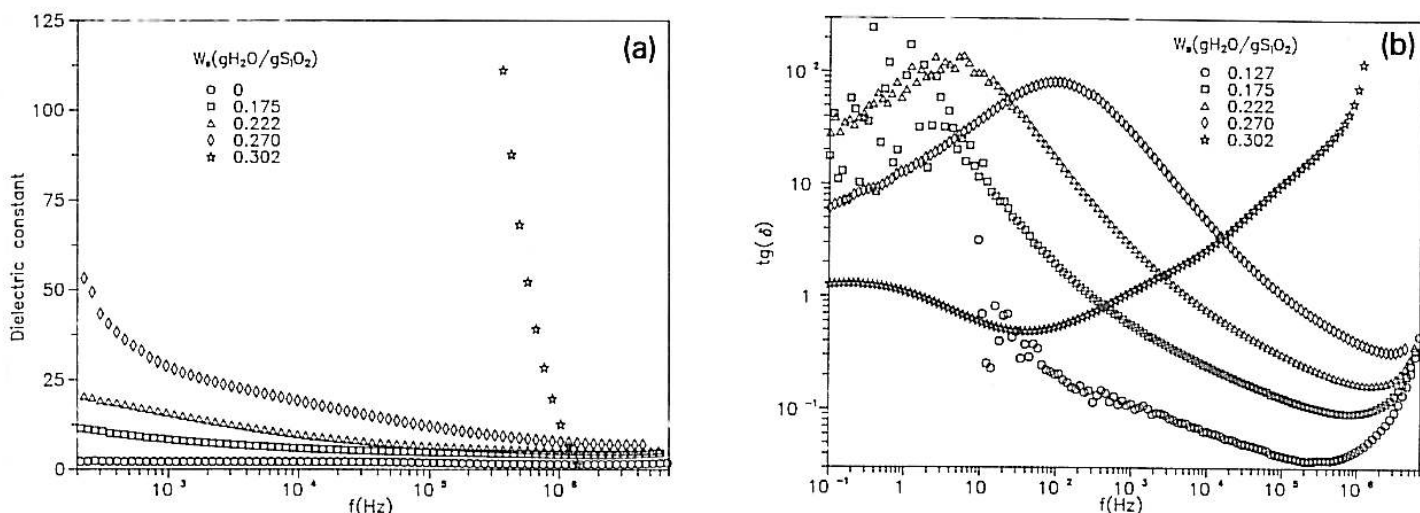 125
100
75
50
25
0
Dielectric constant
(a)
Wₐ(gH₂O/gSiO₂)
0
0.175
0.222
0.270
0.302
10³ 10⁴ 10⁵ 10⁶
f(Hz)
10²
10
1
10⁻¹
tg(δ)
(b)
Wₐ(gH₂O/gSiO₂)
0.127
0.175
0.222
0.270
0.302
10⁻¹ 1 10 10² 10³ 10⁴ 10⁵ 10⁶
f(Hz)